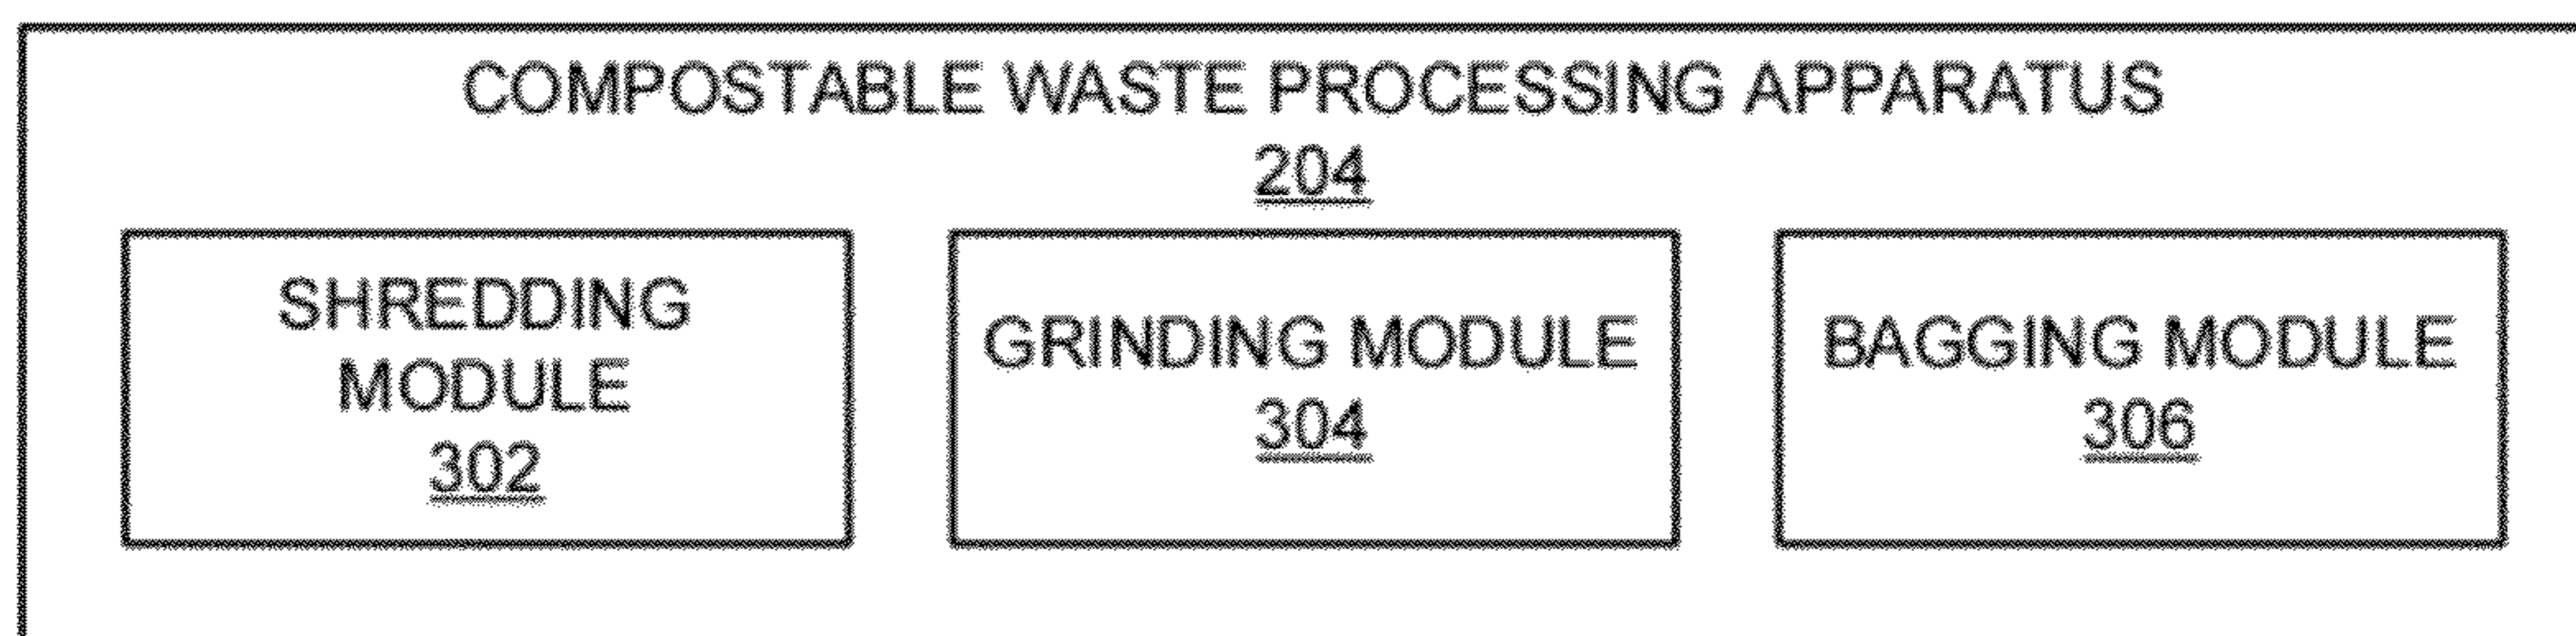 COMPOSTABLE WASTE PROCESSING APPARATUS
204
SHREDDING
MODULE
302
GRINDING MODULE
304
BAGGING MODULE
306